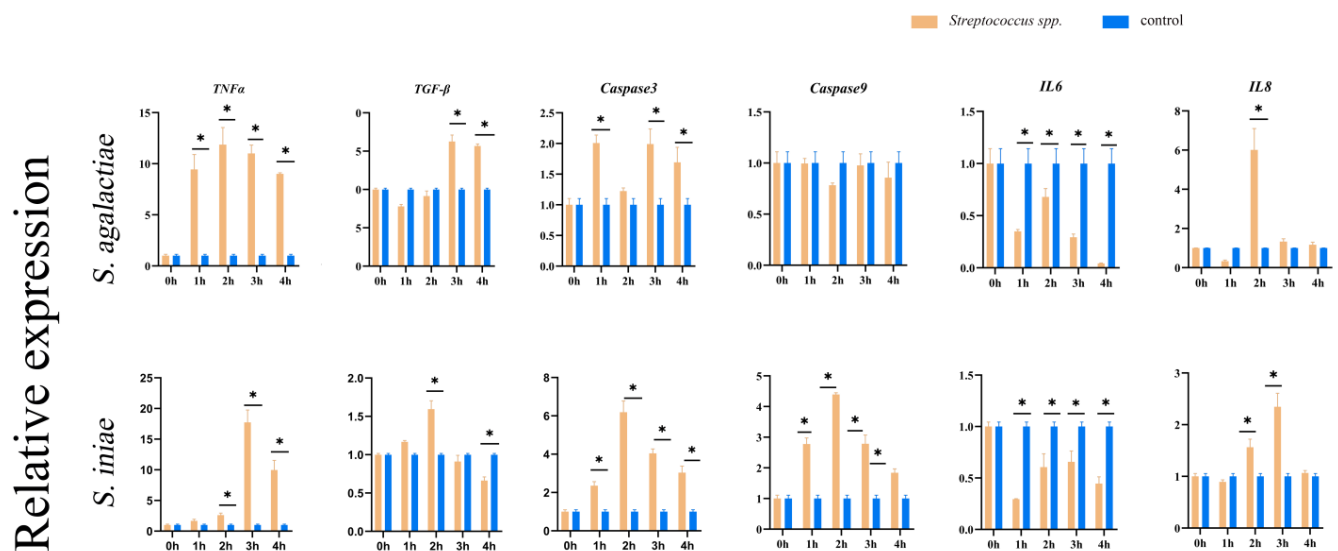 Streptococcus spp. control
Relative expression
S. agalactiae
TNFα
15
10
5
0
* * * *
0h 1h 2h 3h 4h
TGF-β
0
5
0
5
0
* *
0h 1h 2h 3h 4h
Caspase3
2.5
2.0
1.5
1.0
0.5
0.0
* * *
0h 1h 2h 3h 4h
Caspase9
1.5
1.0
0.5
0.0
0h 1h 2h 3h 4h
IL6
1.5
1.0
0.5
0.0
* * * *
0h 1h 2h 3h 4h
IL8
8
6
4
2
0
*
0h 1h 2h 3h 4h
S. iniae
25
20
15
10
5
0
* * *
0h 1h 2h 3h 4h
2.0
1.5
1.0
0.5
0.0
* *
0h 1h 2h 3h 4h
8
6
4
2
0
* * * *
0h 1h 2h 3h 4h
5
4
3
2
1
0
* * * *
0h 1h 2h 3h 4h
1.5
1.0
0.5
0.0
* * * *
0h 1h 2h 3h 4h
3
2
1
0
* *
0h 1h 2h 3h 4h